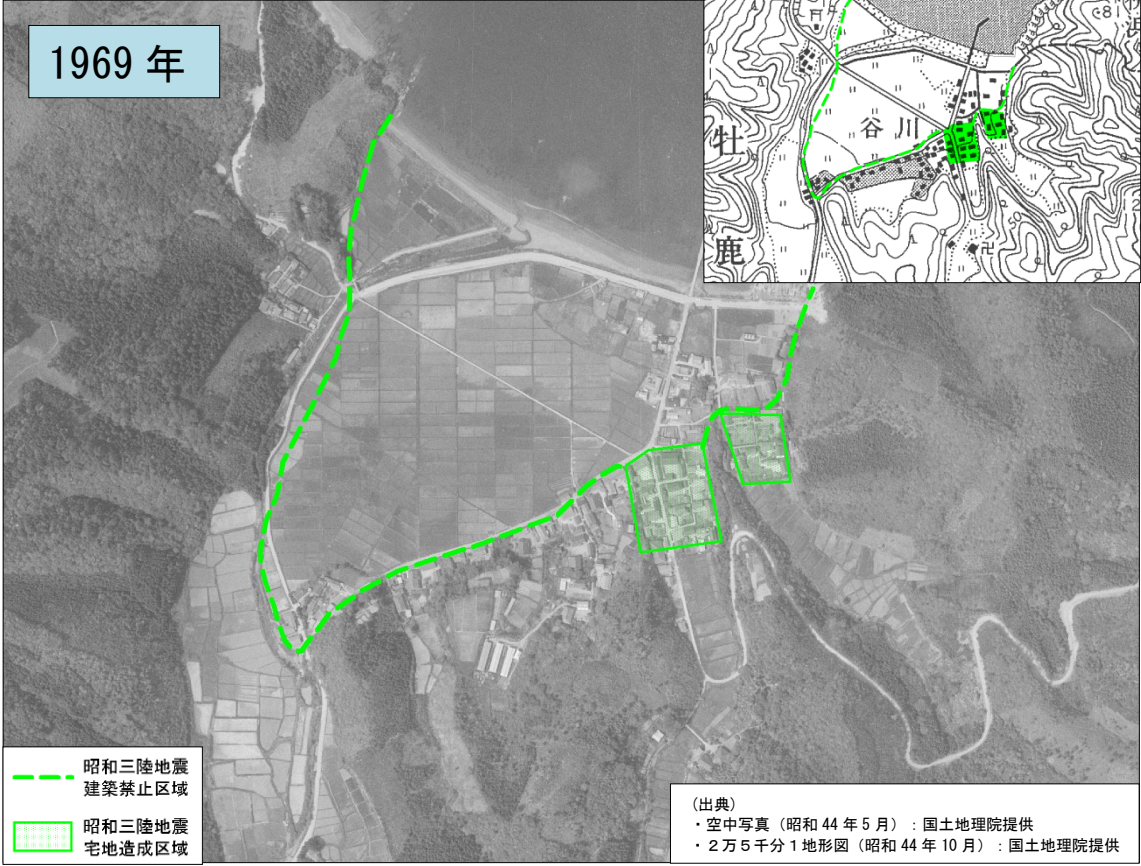 1969 年
牡
鹿
谷 川
昭和三陸地震
建築禁止区域
昭和三陸地震
宅地造成区域
(出典)
・空中写真（昭和 44 年 5 月）：国土地理院提供
・２万５千分１地形図（昭和 44 年 10 月）：国土地理院提供